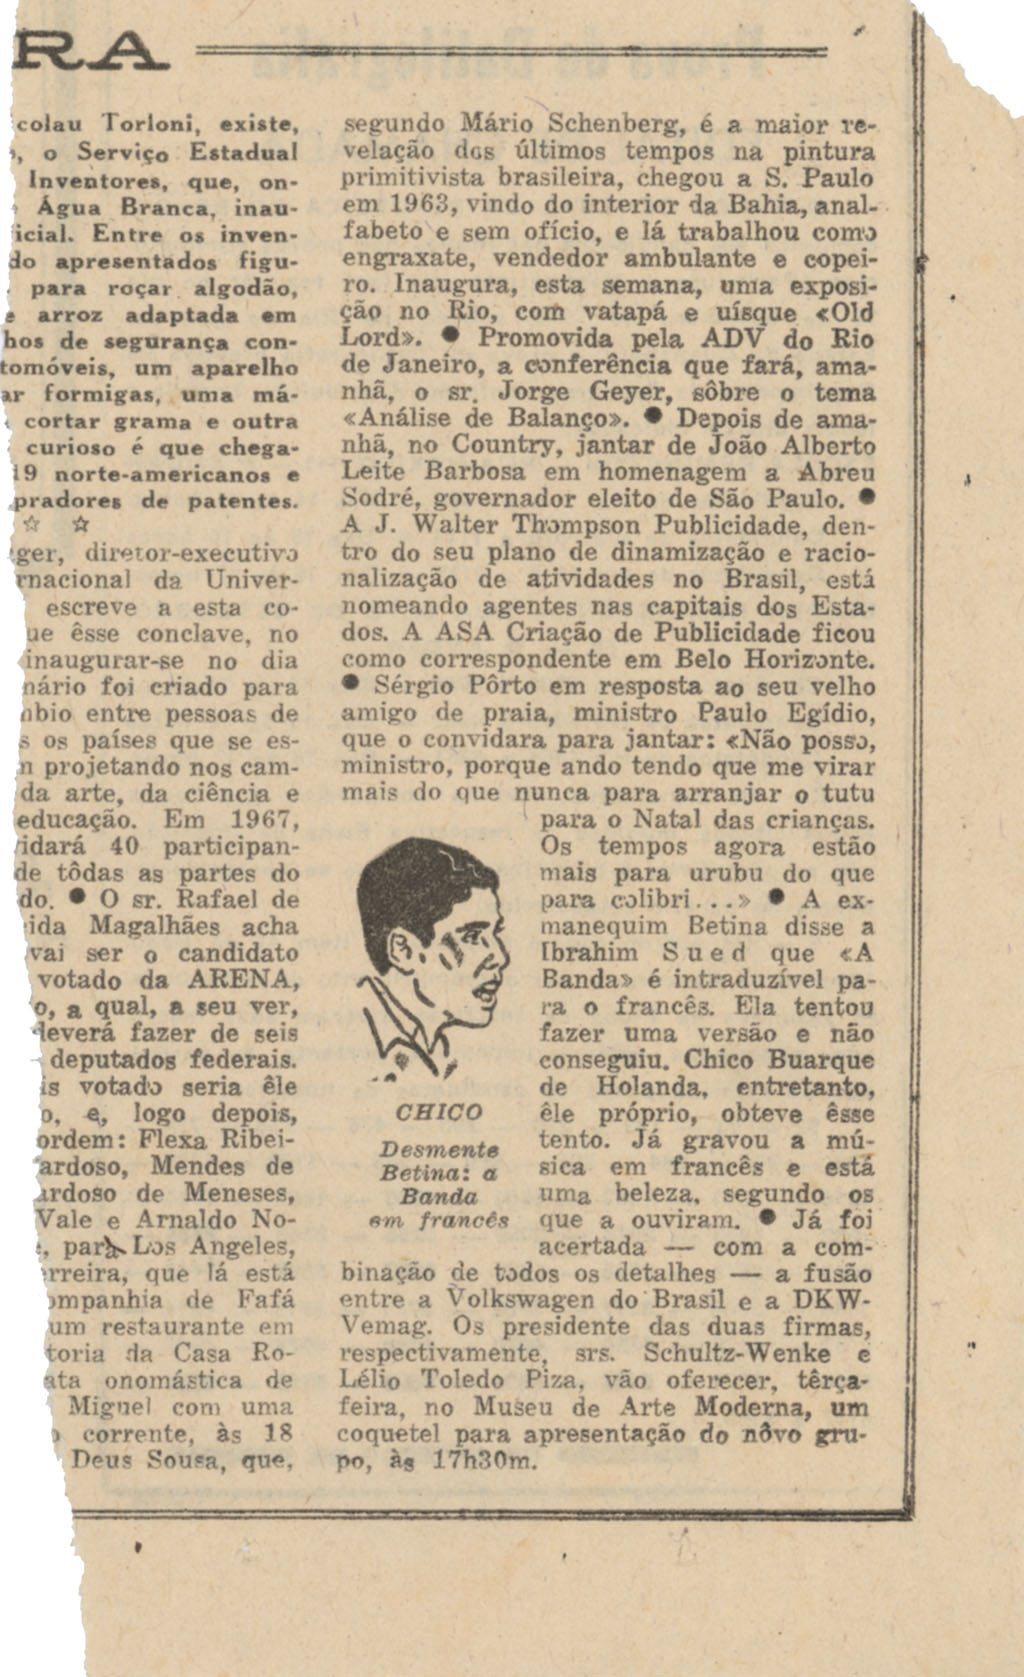 RA
colau Torloni, existe,
, o Serviço Estadual
Inventores, que, on-
Água Branca, inau-
icial. Entre os inven-
do apresentados figu-
para roçar algodão,
e arroz adaptada em
hos de segurança con-
tomóveis, um aparelho
ar formigas, uma má-
cortar grama e outra
curioso é que chega-
19 norte-americanos e
pradores de patentes.
☆ ☆
ger, diretor-executivo
rnacional da Univer-
escreve a esta co-
ue êsse conclave, no
inaugurar-se no dia
nário foi criado para
mbio entre pessoas de
s os países que se es-
n projetando nos cam-
da arte, da ciência e
educação. Em 1967,
idará 40 participan-
de tôdas as partes do
do. ● O sr. Rafael de
ida Magalhães acha
vai ser o candidato
votado da ARENA,
o, a qual, a seu ver,
deverá fazer de seis
deputados federais.
is votado seria êle
o, e, logo depois,
ordem: Flexa Ribei-
ardoso, Mendes de
ardoso de Meneses,
Vale e Arnaldo No-
, para Los Angeles,
rreira, que lá está
ompanhia de Fafá
um restaurante em
toria da Casa Ro-
ata onomástica de
Miguel com uma
corrente, às 18
Deus Sousa, que,
segundo Mário Schenberg, é a maior re-
velação dos últimos tempos na pintura
primitivista brasileira, chegou a S. Paulo
em 1963, vindo do interior da Bahia, anal-
fabeto e sem ofício, e lá trabalhou como
engraxate, vendedor ambulante e copei-
ro. Inaugura, esta semana, uma exposi-
ção no Rio, com vatapá e uísque «Old
Lord». ● Promovida pela ADV do Rio
de Janeiro, a conferência que fará, ama-
nhã, o sr. Jorge Geyer, sôbre o tema
«Análise de Balanço». ● Depois de ama-
nhã, no Country, jantar de João Alberto
Leite Barbosa em homenagem a Abreu
Sodré, governador eleito de São Paulo. ●
A J. Walter Thompson Publicidade, den-
tro do seu plano de dinamização e racio-
nalização de atividades no Brasil, está
nomeando agentes nas capitais dos Esta-
dos. A ASA Criação de Publicidade ficou
como correspondente em Belo Horizonte.
● Sérgio Pôrto em resposta ao seu velho
amigo de praia, ministro Paulo Egídio,
que o convidara para jantar: «Não posso,
ministro, porque ando tendo que me virar
mais do que nunca para arranjar o tutu
para o Natal das crianças.
Os tempos agora estão
mais para urubu do que
para colibri...» ● A ex-
manequim Betina disse a
Ibrahim Sued que «A
Banda» é intraduzível pa-
ra o francês. Ela tentou
fazer uma versão e não
conseguiu. Chico Buarque
de Holanda, entretanto,
êle próprio, obteve êsse
tento. Já gravou a mú-
sica em francês e está
uma beleza, segundo os
que a ouviram. ● Já foi
acertada — com a com-
binação de todos os detalhes — a fusão
entre a Volkswagen do Brasil e a DKW-
Vemag. Os presidente das duas firmas,
respectivamente, srs. Schultz-Wenke e
Lélio Toledo Piza, vão oferecer, têrça-
feira, no Museu de Arte Moderna, um
coquetel para apresentação do nôvo gru-
po, às 17h30m.
CHICO
Desmente
Betina: a
Banda
em francês